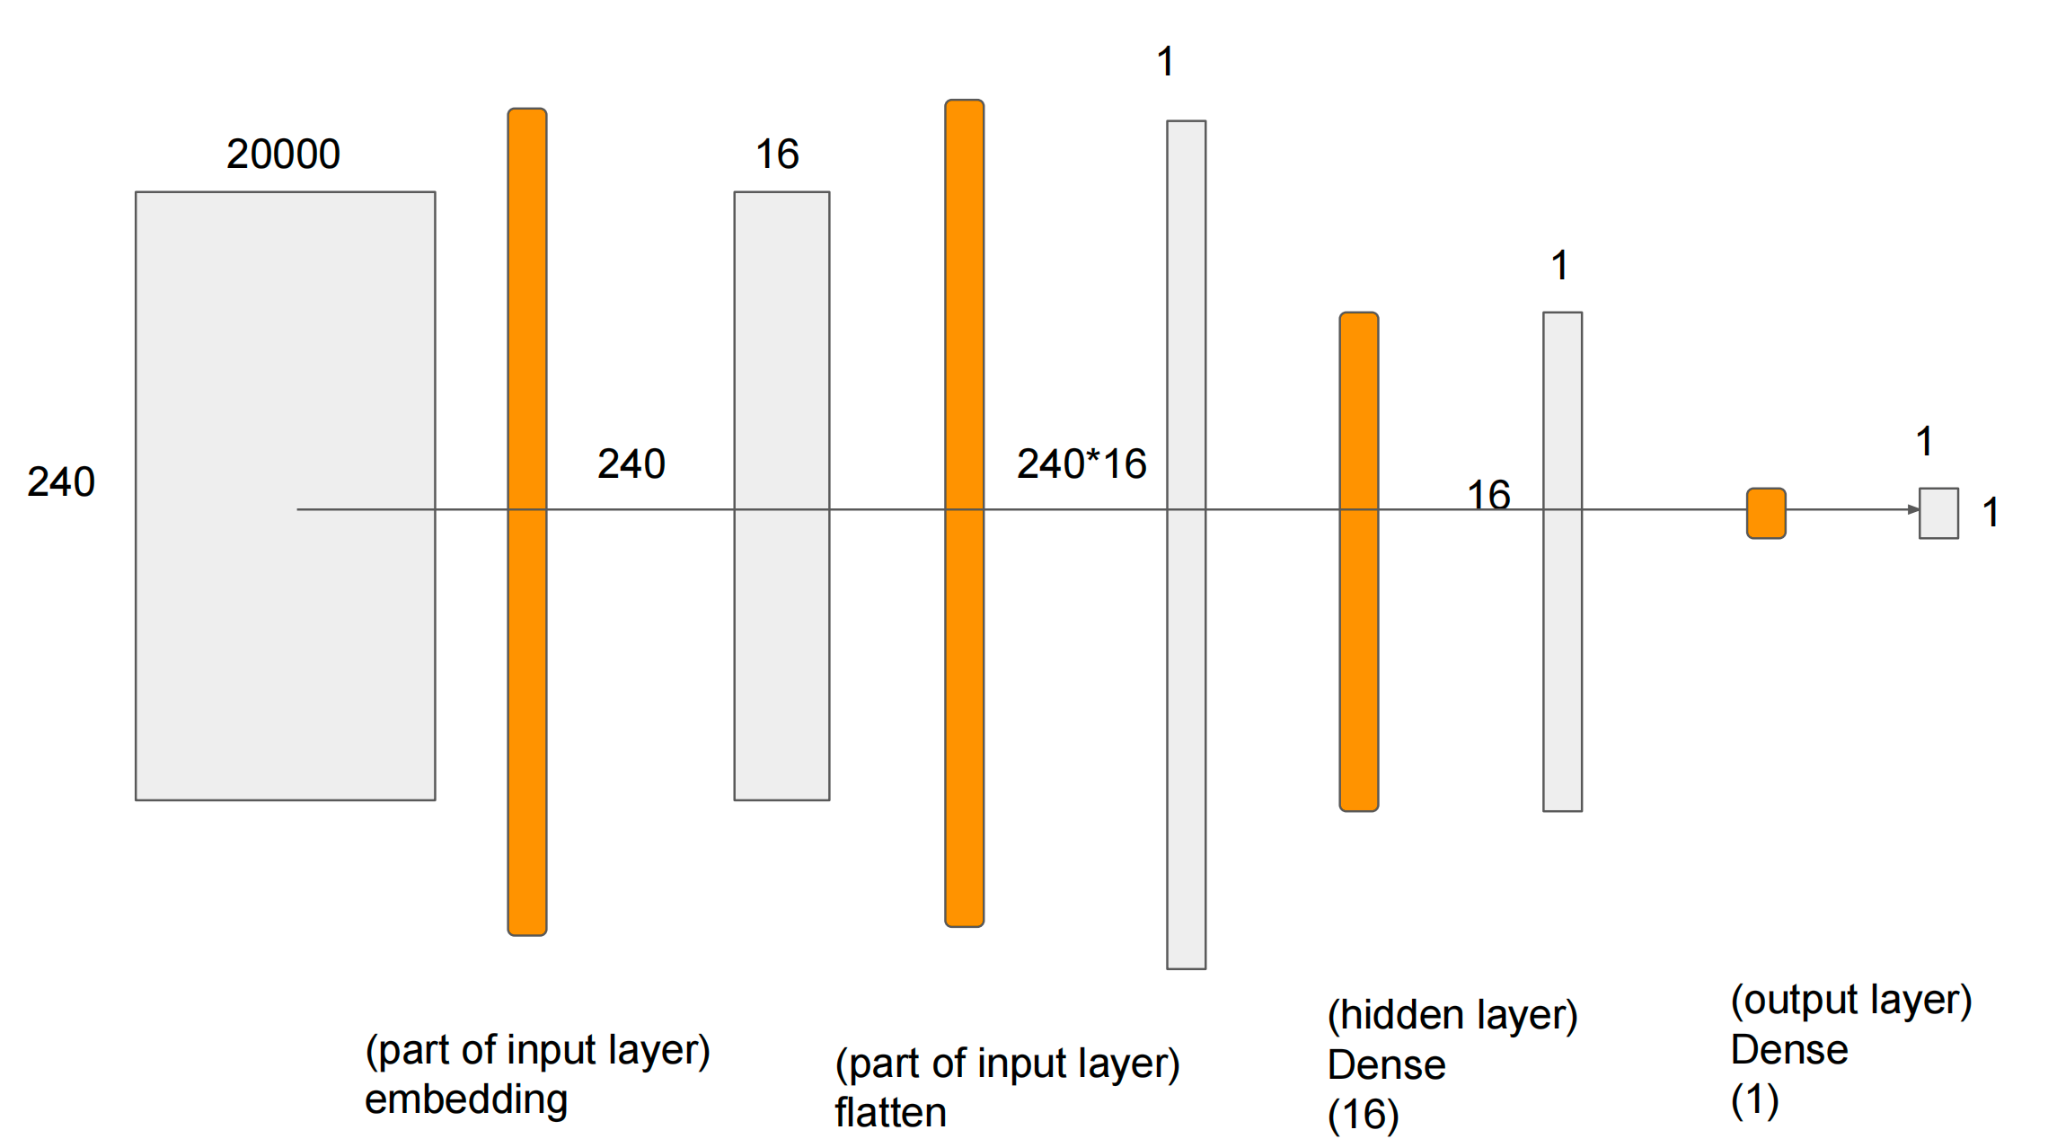 1
20000
16
1
1
240
240
240*16
16
1
(part of input layer)
embedding
(part of input layer)
flatten
(hidden layer)
Dense
(16)
(output layer)
Dense
(1)